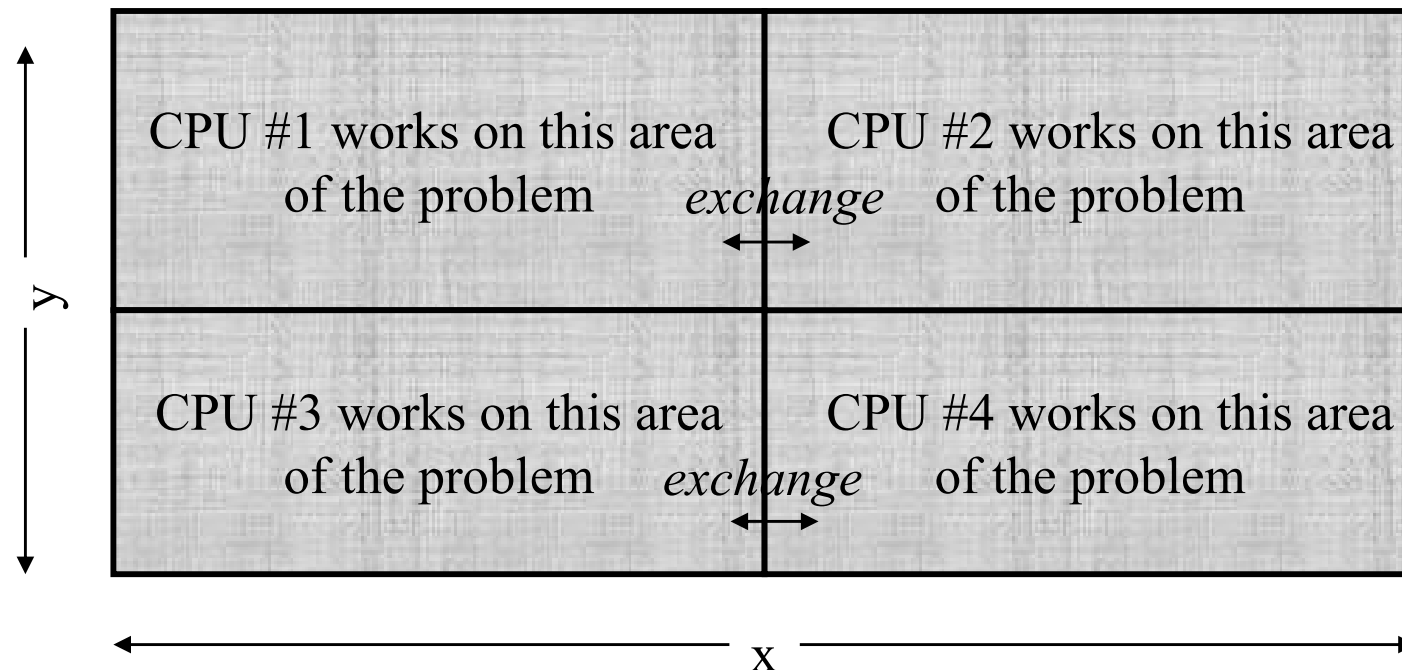 CPU #1 works on this area
of the problem
exchange
CPU #2 works on this area
of the problem
y
CPU #3 works on this area
of the problem
exchange
CPU #4 works on this area
of the problem
x